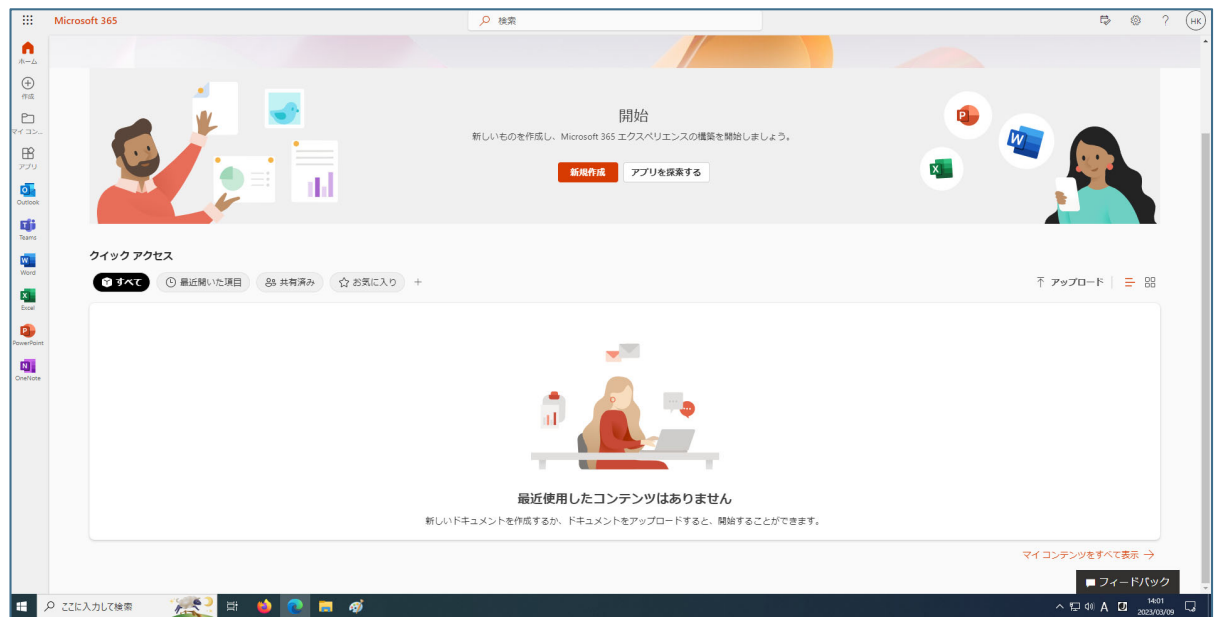 Microsoft 365
検索
?
HK
ホーム
作成
マイ コン...
アプリ
Outlook
Teams
Word
Excel
PowerPoint
OneNote
開始
新しいものを作成し、Microsoft 365 エクスペリエンスの構築を開始しましょう。
新規作成 アプリを探索する
クイック アクセス
すべて 最近開いた項目 共有済み お気に入り +
アップロード
最近使用したコンテンツはありません
新しいドキュメントを作成するか、ドキュメントをアップロードすると、開始することができます。
マイ コンテンツをすべて表示 →
フィードバック
ここに入力して検索
A
14:01
2023/03/09